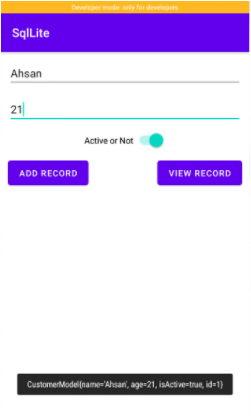 Developer mode only for developers
SqlLite
Ahsan
21
Active or Not
ADD RECORD
VIEW RECORD
CustomerModel{name='Ahsan', age=21, isActive=true, id=1}